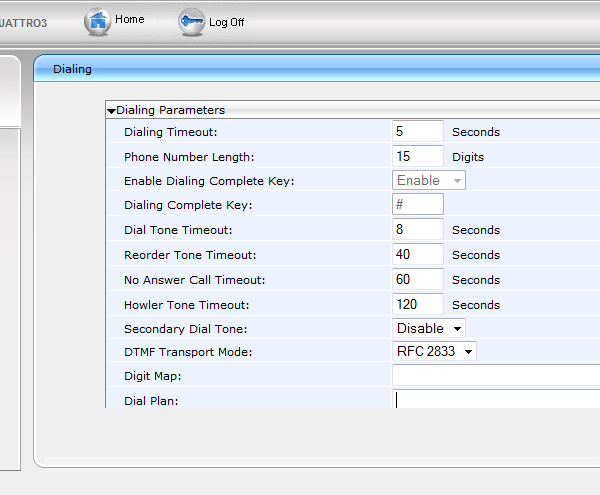 UATTRO3 Home Log Off
Dialing
Dialing Parameters
Dialing Timeout: 5 Seconds
Phone Number Length: 15 Digits
Enable Dialing Complete Key: Enable
Dialing Complete Key: #
Dial Tone Timeout: 8 Seconds
Reorder Tone Timeout: 40 Seconds
No Answer Call Timeout: 60 Seconds
Howler Tone Timeout: 120 Seconds
Secondary Dial Tone: Disable
DTMF Transport Mode: RFC 2833
Digit Map:
Dial Plan: